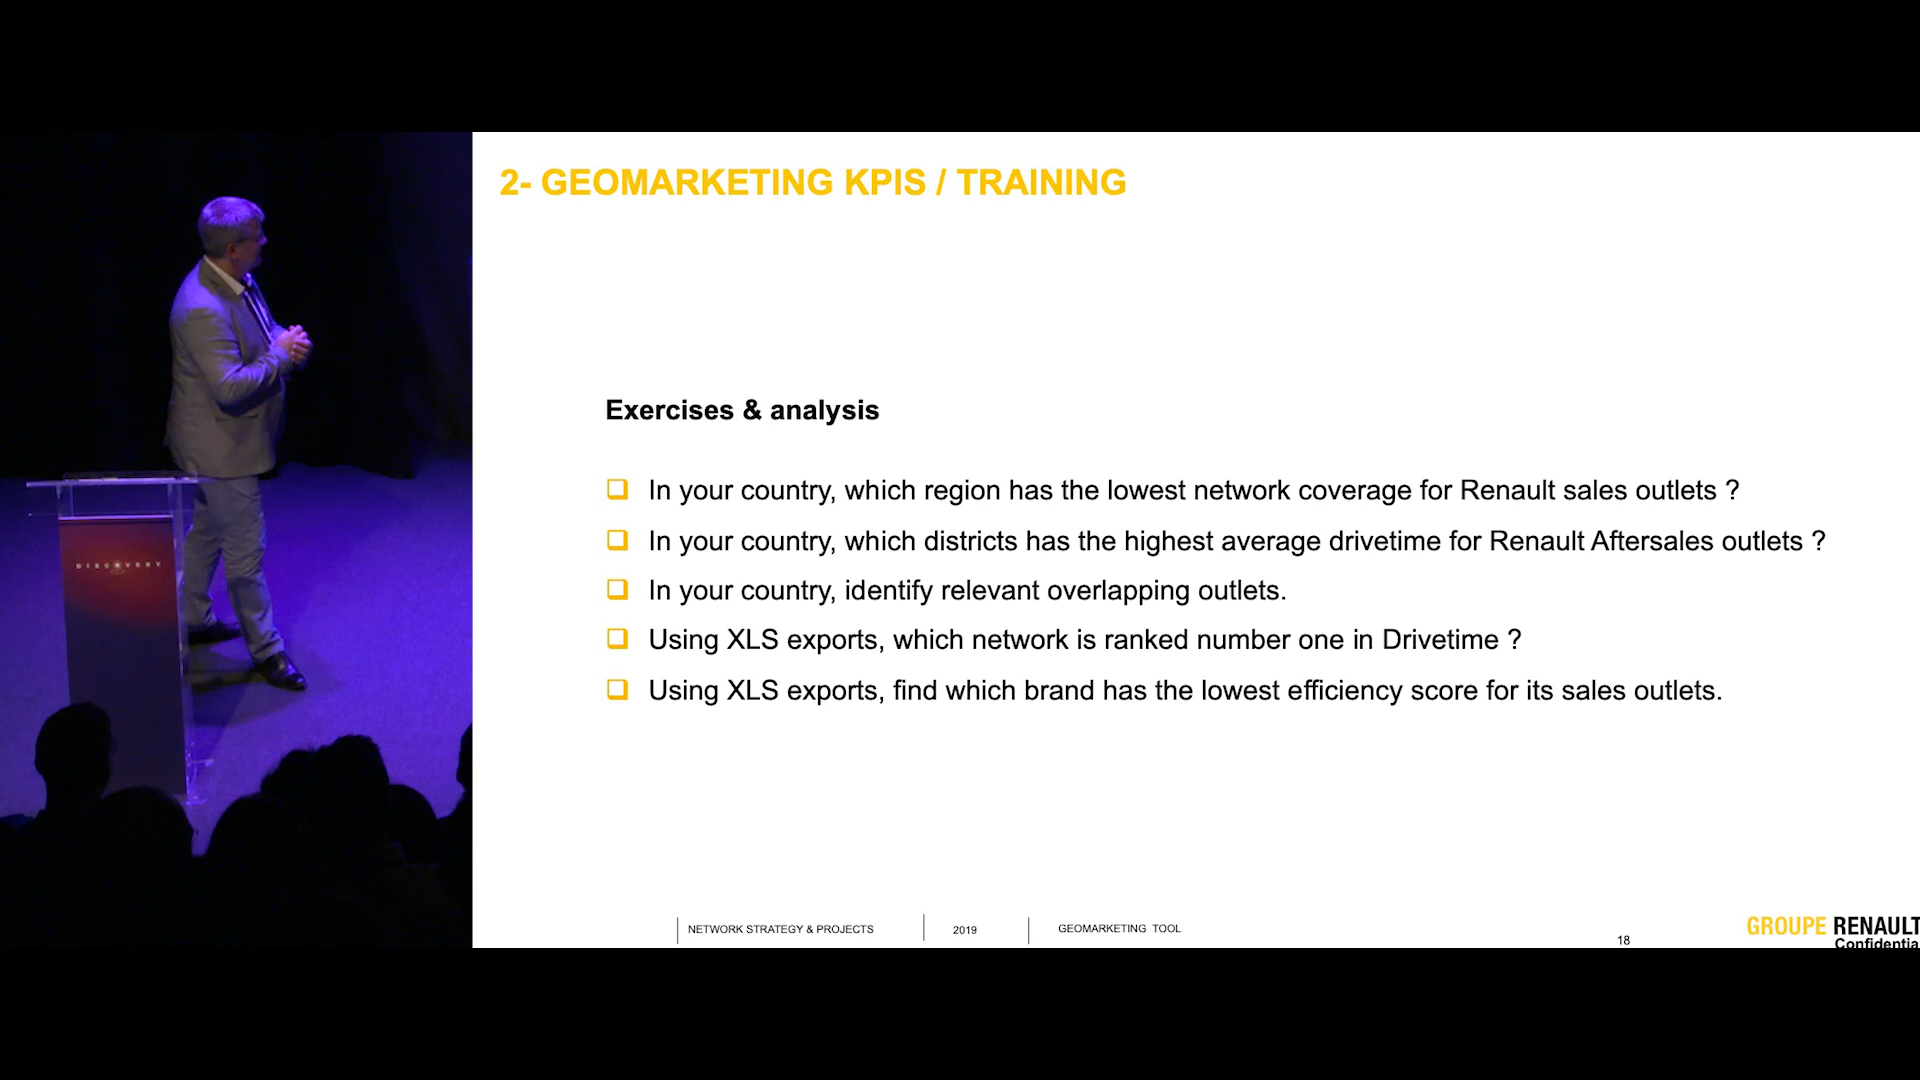 2- GEOMARKETING KPIS / TRAINING
Exercises & analysis
In your country, which region has the lowest network coverage for Renault sales outlets ?
In your country, which districts has the highest average drivetime for Renault Aftersales outlets ?
In your country, identify relevant overlapping outlets.
Using XLS exports, which network is ranked number one in Drivetime ?
Using XLS exports, find which brand has the lowest efficiency score for its sales outlets.
DISCOVERY
NETWORK STRATEGY & PROJECTS
2019
GEOMARKETING TOOL
18
GROUPE RENAULT
Confidentia